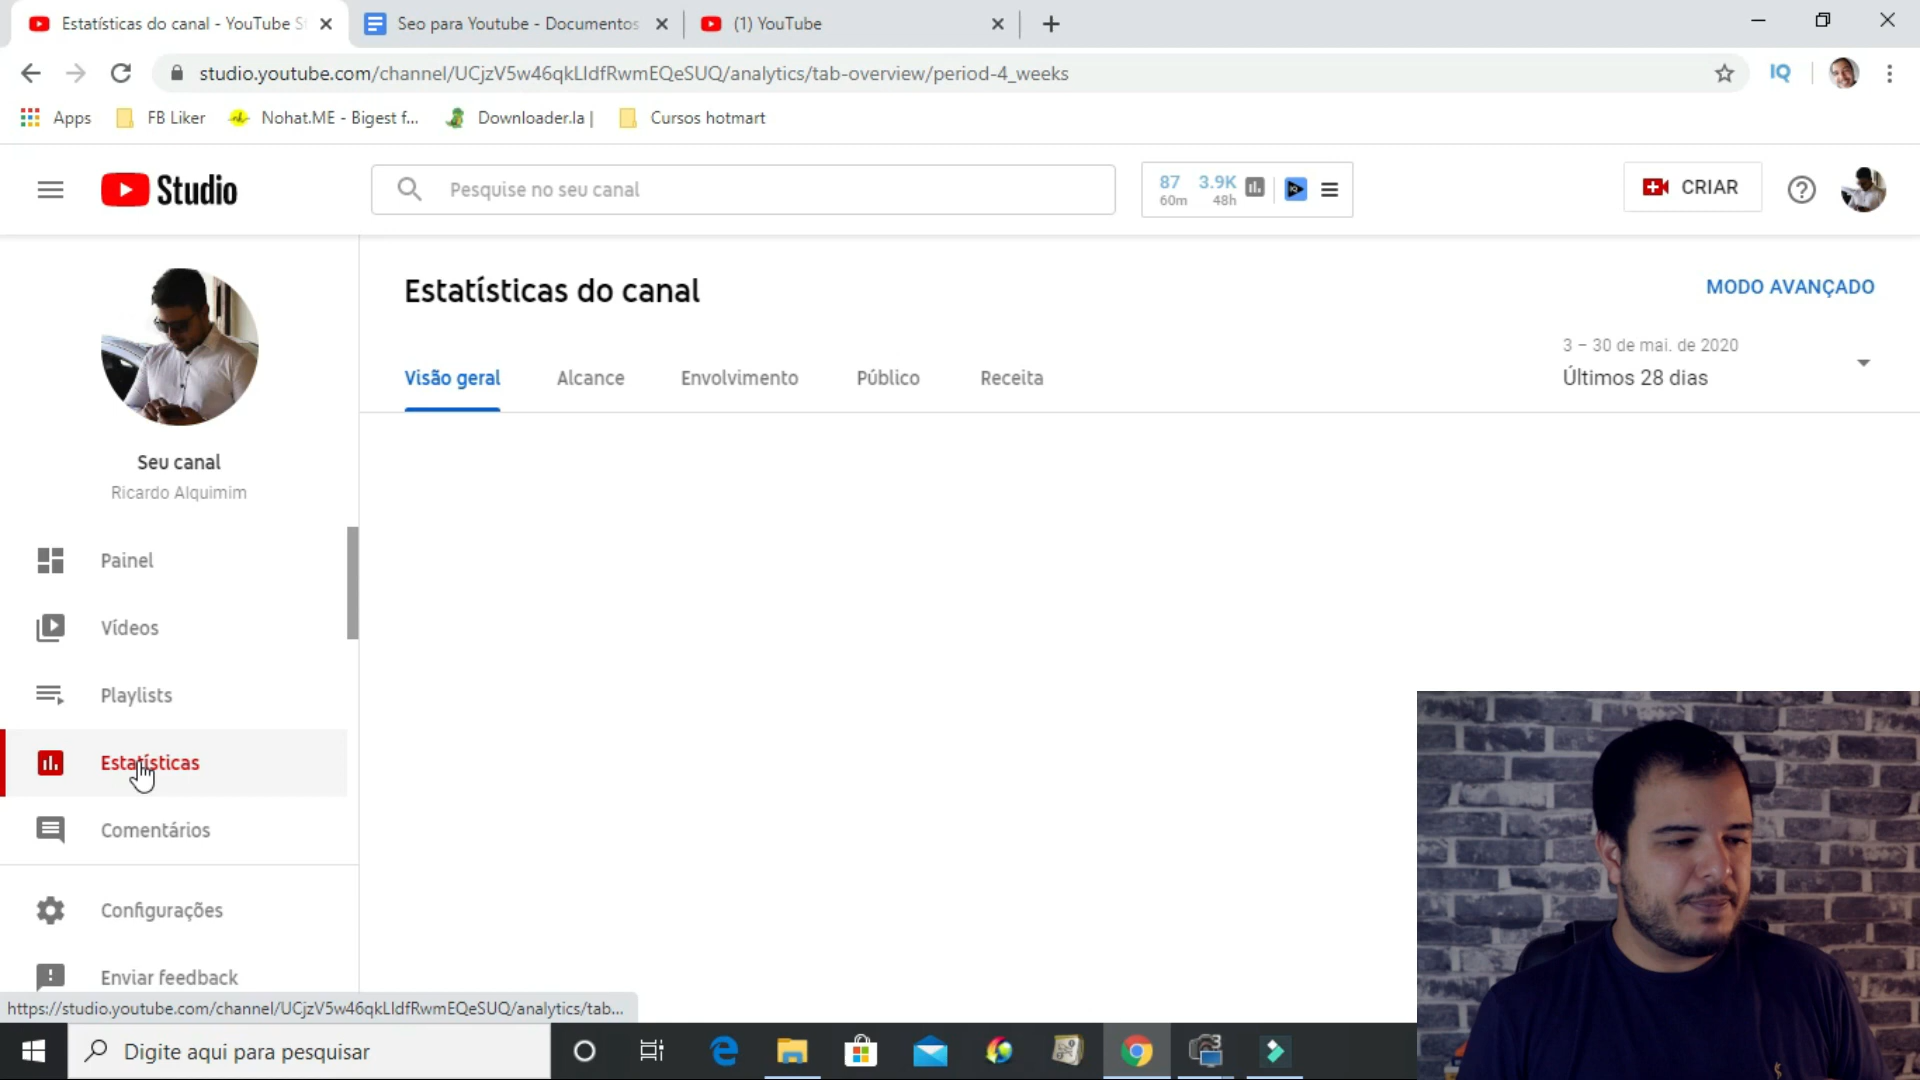 Estatísticas do canal - YouTube S
Seo para Youtube - Documentos
(1) YouTube
studio.youtube.com/channel/UCjzV5w46qkLIdfRwmEQeSUQ/analytics/tab-overview/period-4_weeks
IQ
Apps
FB Liker
Nohat.ME - Bigest f...
Downloader.la |
Cursos hotmart
Studio
Pesquise no seu canal
87
60m
3.9K
48h
CRIAR
Estatísticas do canal
MODO AVANÇADO
3 – 30 de mai. de 2020
Últimos 28 dias
Visão geral
Alcance
Envolvimento
Público
Receita
Seu canal
Ricardo Alquimim
Painel
Vídeos
Playlists
Estatísticas
Comentários
Configurações
Enviar feedback
https://studio.youtube.com/channel/UCjzV5w46qkLIdfRwmEQeSUQ/analytics/tab...
Digite aqui para pesquisar